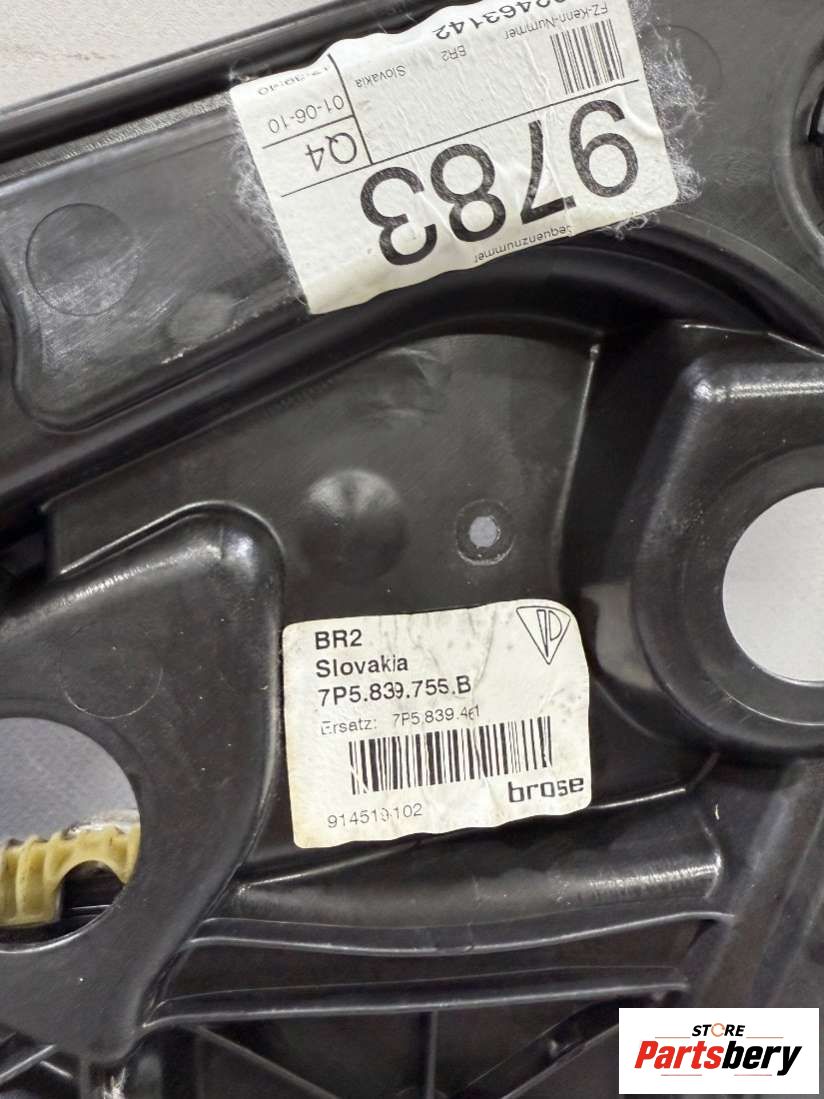 FZ-Kenn-Nummer
BR2
Slovakia
01-06-10
Q4
9783
Sequenznummer
BR2
Slovakia
7P5.839.755.B
Ersatz: 7P5.839.461
914519102
brose
STORE
Partsbery